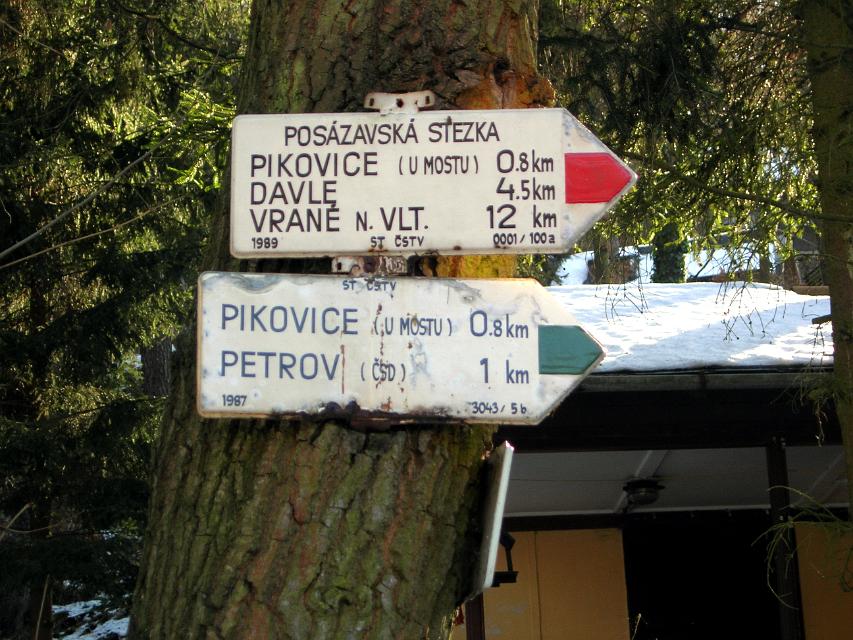 POSÁZAVSKÁ STEZKA
PIKOVICE (U MOSTU) 0.8 km
DAVLE 4.5 km
VRANÉ N. VLT. 12 km
1989 ST ČSTV 0001/100a
ST ČSTV
PIKOVICE (U MOSTU) 0.8 km
PETROV (ČSD) 1 km
1987 3043/5b